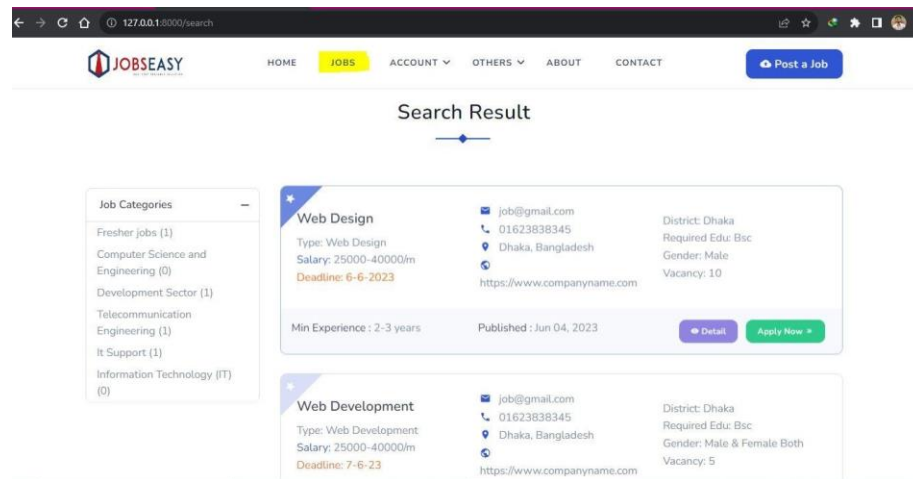 127.0.0.1:8000/search
JOBSEASY
HOME JOBS ACCOUNT OTHERS ABOUT CONTACT
Post a Job
Search Result
Job Categories
Fresher jobs (1)
Computer Science and
Engineering (0)
Development Sector (1)
Telecommunication
Engineering (1)
It Support (1)
Information Technology (IT)
(0)
Web Design
Type: Web Design
Salary: 25000-40000/m
Deadline: 6-6-2023
job@gmail.com
01623838345
Dhaka, Bangladesh
https://www.companyname.com
District: Dhaka
Required Edu: Bsc
Gender: Male
Vacancy: 10
Min Experience : 2-3 years
Published : Jun 04, 2023
Detail
Apply Now »
Web Development
Type: Web Development
Salary: 25000-40000/m
Deadline: 7-6-23
job@gmail.com
01623838345
Dhaka, Bangladesh
https://www.companyname.com
District: Dhaka
Required Edu: Bsc
Gender: Male & Female Both
Vacancy: 5